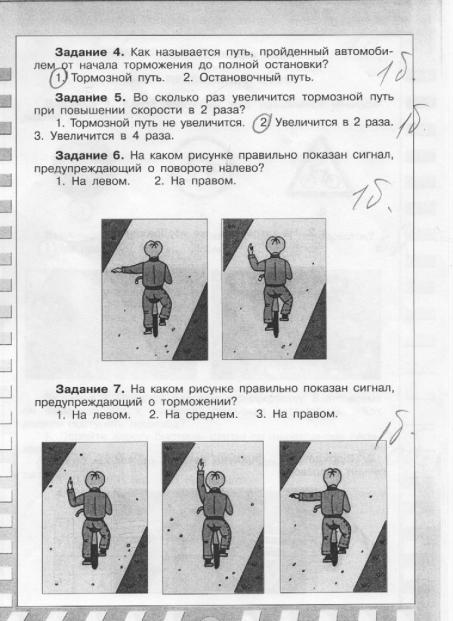 Задание 4. Как называется путь, пройденный автомоби-
лем от начала торможения до полной остановки?
1. Тормозной путь. 2. Остановочный путь.
1б.
Задание 5. Во сколько раз увеличится тормозной путь
при повышении скорости в 2 раза?
1. Тормозной путь не увеличится. 2. Увеличится в 2 раза.
3. Увеличится в 4 раза.
1б
Задание 6. На каком рисунке правильно показан сигнал,
предупреждающий о повороте налево?
1. На левом. 2. На правом.
1б.
Задание 7. На каком рисунке правильно показан сигнал,
предупреждающий о торможении?
1. На левом. 2. На среднем. 3. На правом.
1б.